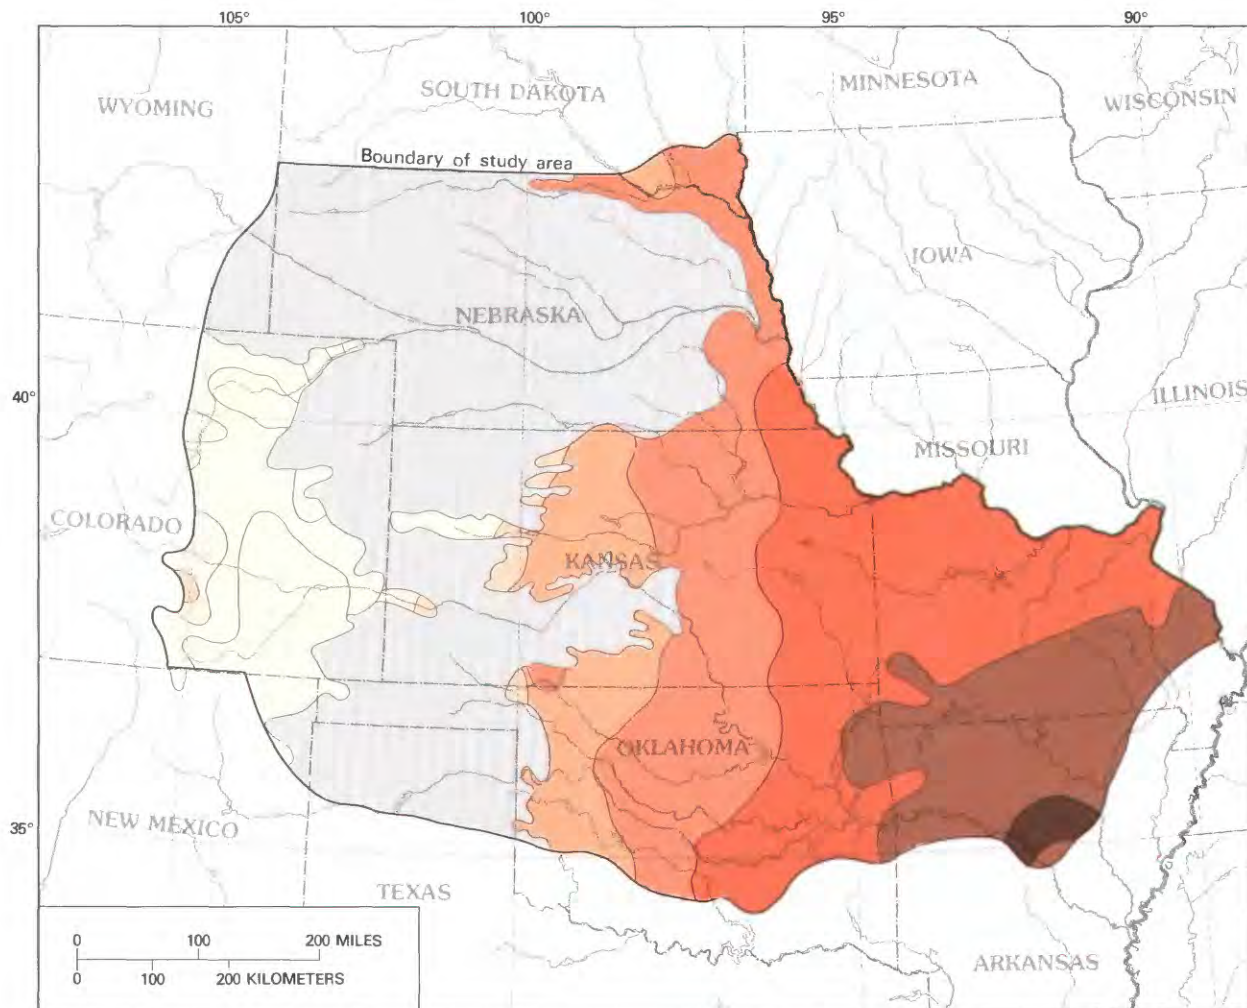 105° 100° 95° 90°
WYOMING
SOUTH DAKOTA
MINNESOTA
WISCONSIN
Boundary of study area
IOWA
NEBRASKA
40°
ILLINOIS
MISSOURI
COLORADO
KANSAS
OKLAHOMA
35°
NEW MEXICO
TEXAS
ARKANSAS
0 100 200 MILES
0 100 200 KILOMETERS